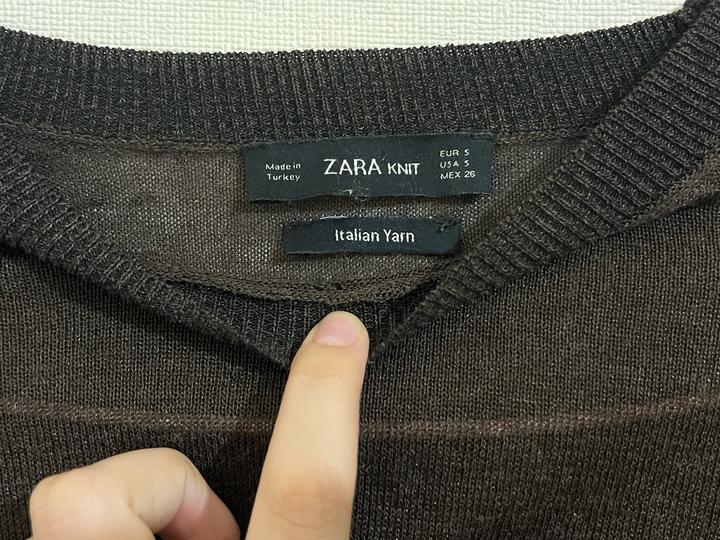 Made in
Turkey
ZARA KNIT
EUR S
USA S
MEX 26
Italian Yarn